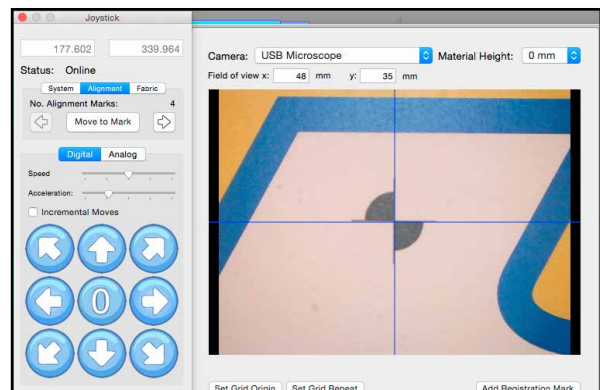 Joystick
177.602 339.964
Status: Online
System Alignment Fabric
No. Alignment Marks: 4
Move to Mark
Digital Analog
Speed
Acceleration:
Incremental Moves
0
Camera: USB Microscope Material Height: 0 mm
Field of view x: 48 mm y: 35 mm
Set Grid Origin Set Grid Repeat Add Registration Mark